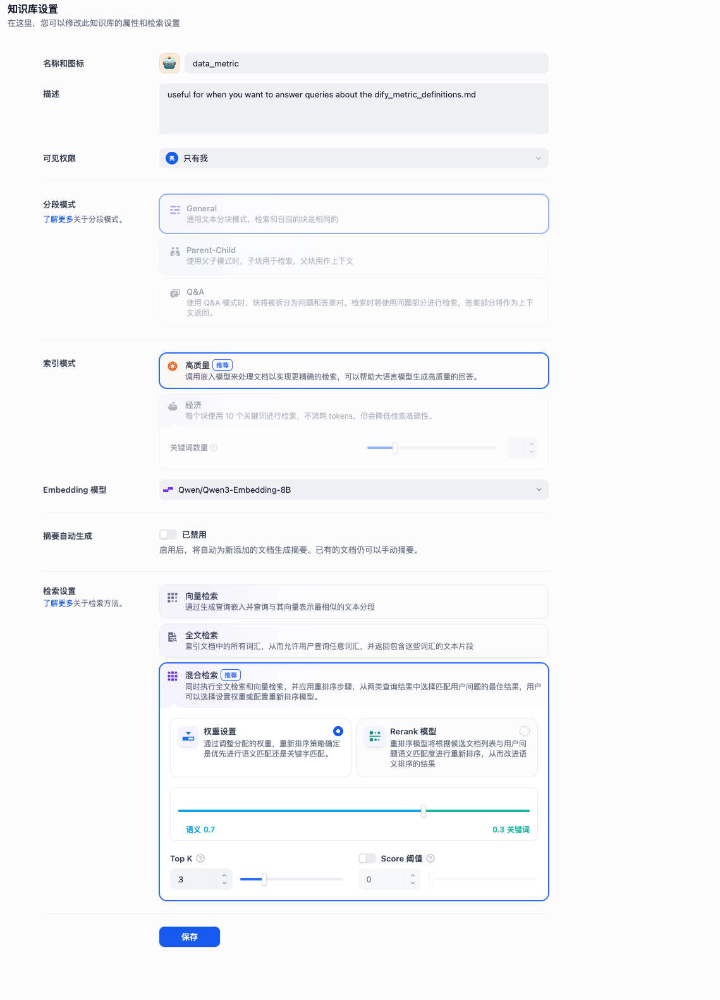 知识库设置
在这里，您可以修改此知识库的属性和检索设置
名称和图标
data_metric
描述
useful for when you want to answer queries about the dify_metric_definitions.md
可见权限
亮 只有我
分段模式
了解更多关于分段模式。
General
通用文本分块模式，检索和召回的块是相同的
Parent-Child
使用父子模式时，子块用于检索，父块用作上下文
Q&A
使用 Q&A 模式时，块将被拆分为问题和答案对。检索时将使用问题部分进行检索，答案部分将作为上下
文返回。
索引模式
高质量 推荐
调用嵌入模型来处理文档以实现更精确的检索，可以帮助大语言模型生成高质量的回答。
经济
每个块使用 10 个关键词进行检索，不消耗 tokens，但会降低检索准确性。
关键词数量
Embedding 模型
Qwen/Qwen3-Embedding-8B
摘要自动生成
已禁用
启用后，将自动为新添加的文档生成摘要。已有的文档仍可以手动摘要。
检索设置
了解更多关于检索方法。
向量检索
通过生成查询嵌入并查询与其向量表示最相似的文本分段
全文检索
索引文档中的所有词汇，从而允许用户查询任意词汇，并返回包含这些词汇的文本片段
混合检索 推荐
同时执行全文检索和向量检索，并应用重排序步骤，从两类查询结果中选择匹配用户问题的最佳结果，用户
可以选择设置权重或配置重新排序模型。
权重设置
通过调整分配的权重，重新排序策略确定
是优先进行语义匹配还是关键字匹配。
Rerank 模型
重排序模型将根据候选文档列表与用户问
题语义匹配度进行重新排序，从而改进语
义排序的结果
语义 0.7
0.3 关键词
Top K
3
Score 阈值
0
保存